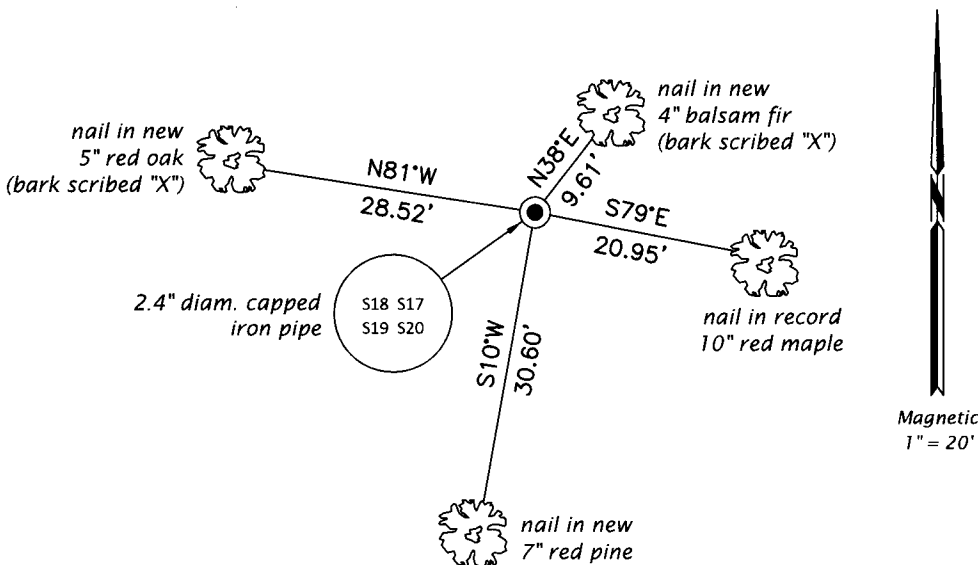 nail in new
4" balsam fir
(bark scribed "X")
nail in new
5" red oak
(bark scribed "X")
N38°E
9.61'
N81°W
28.52'
S79°E
20.95'
N
2.4" diam. capped
iron pipe
S18 S17
S19 S20
nail in record
10" red maple
S10°W
30.60'
Magnetic
1" = 20'
nail in new
7" red pine